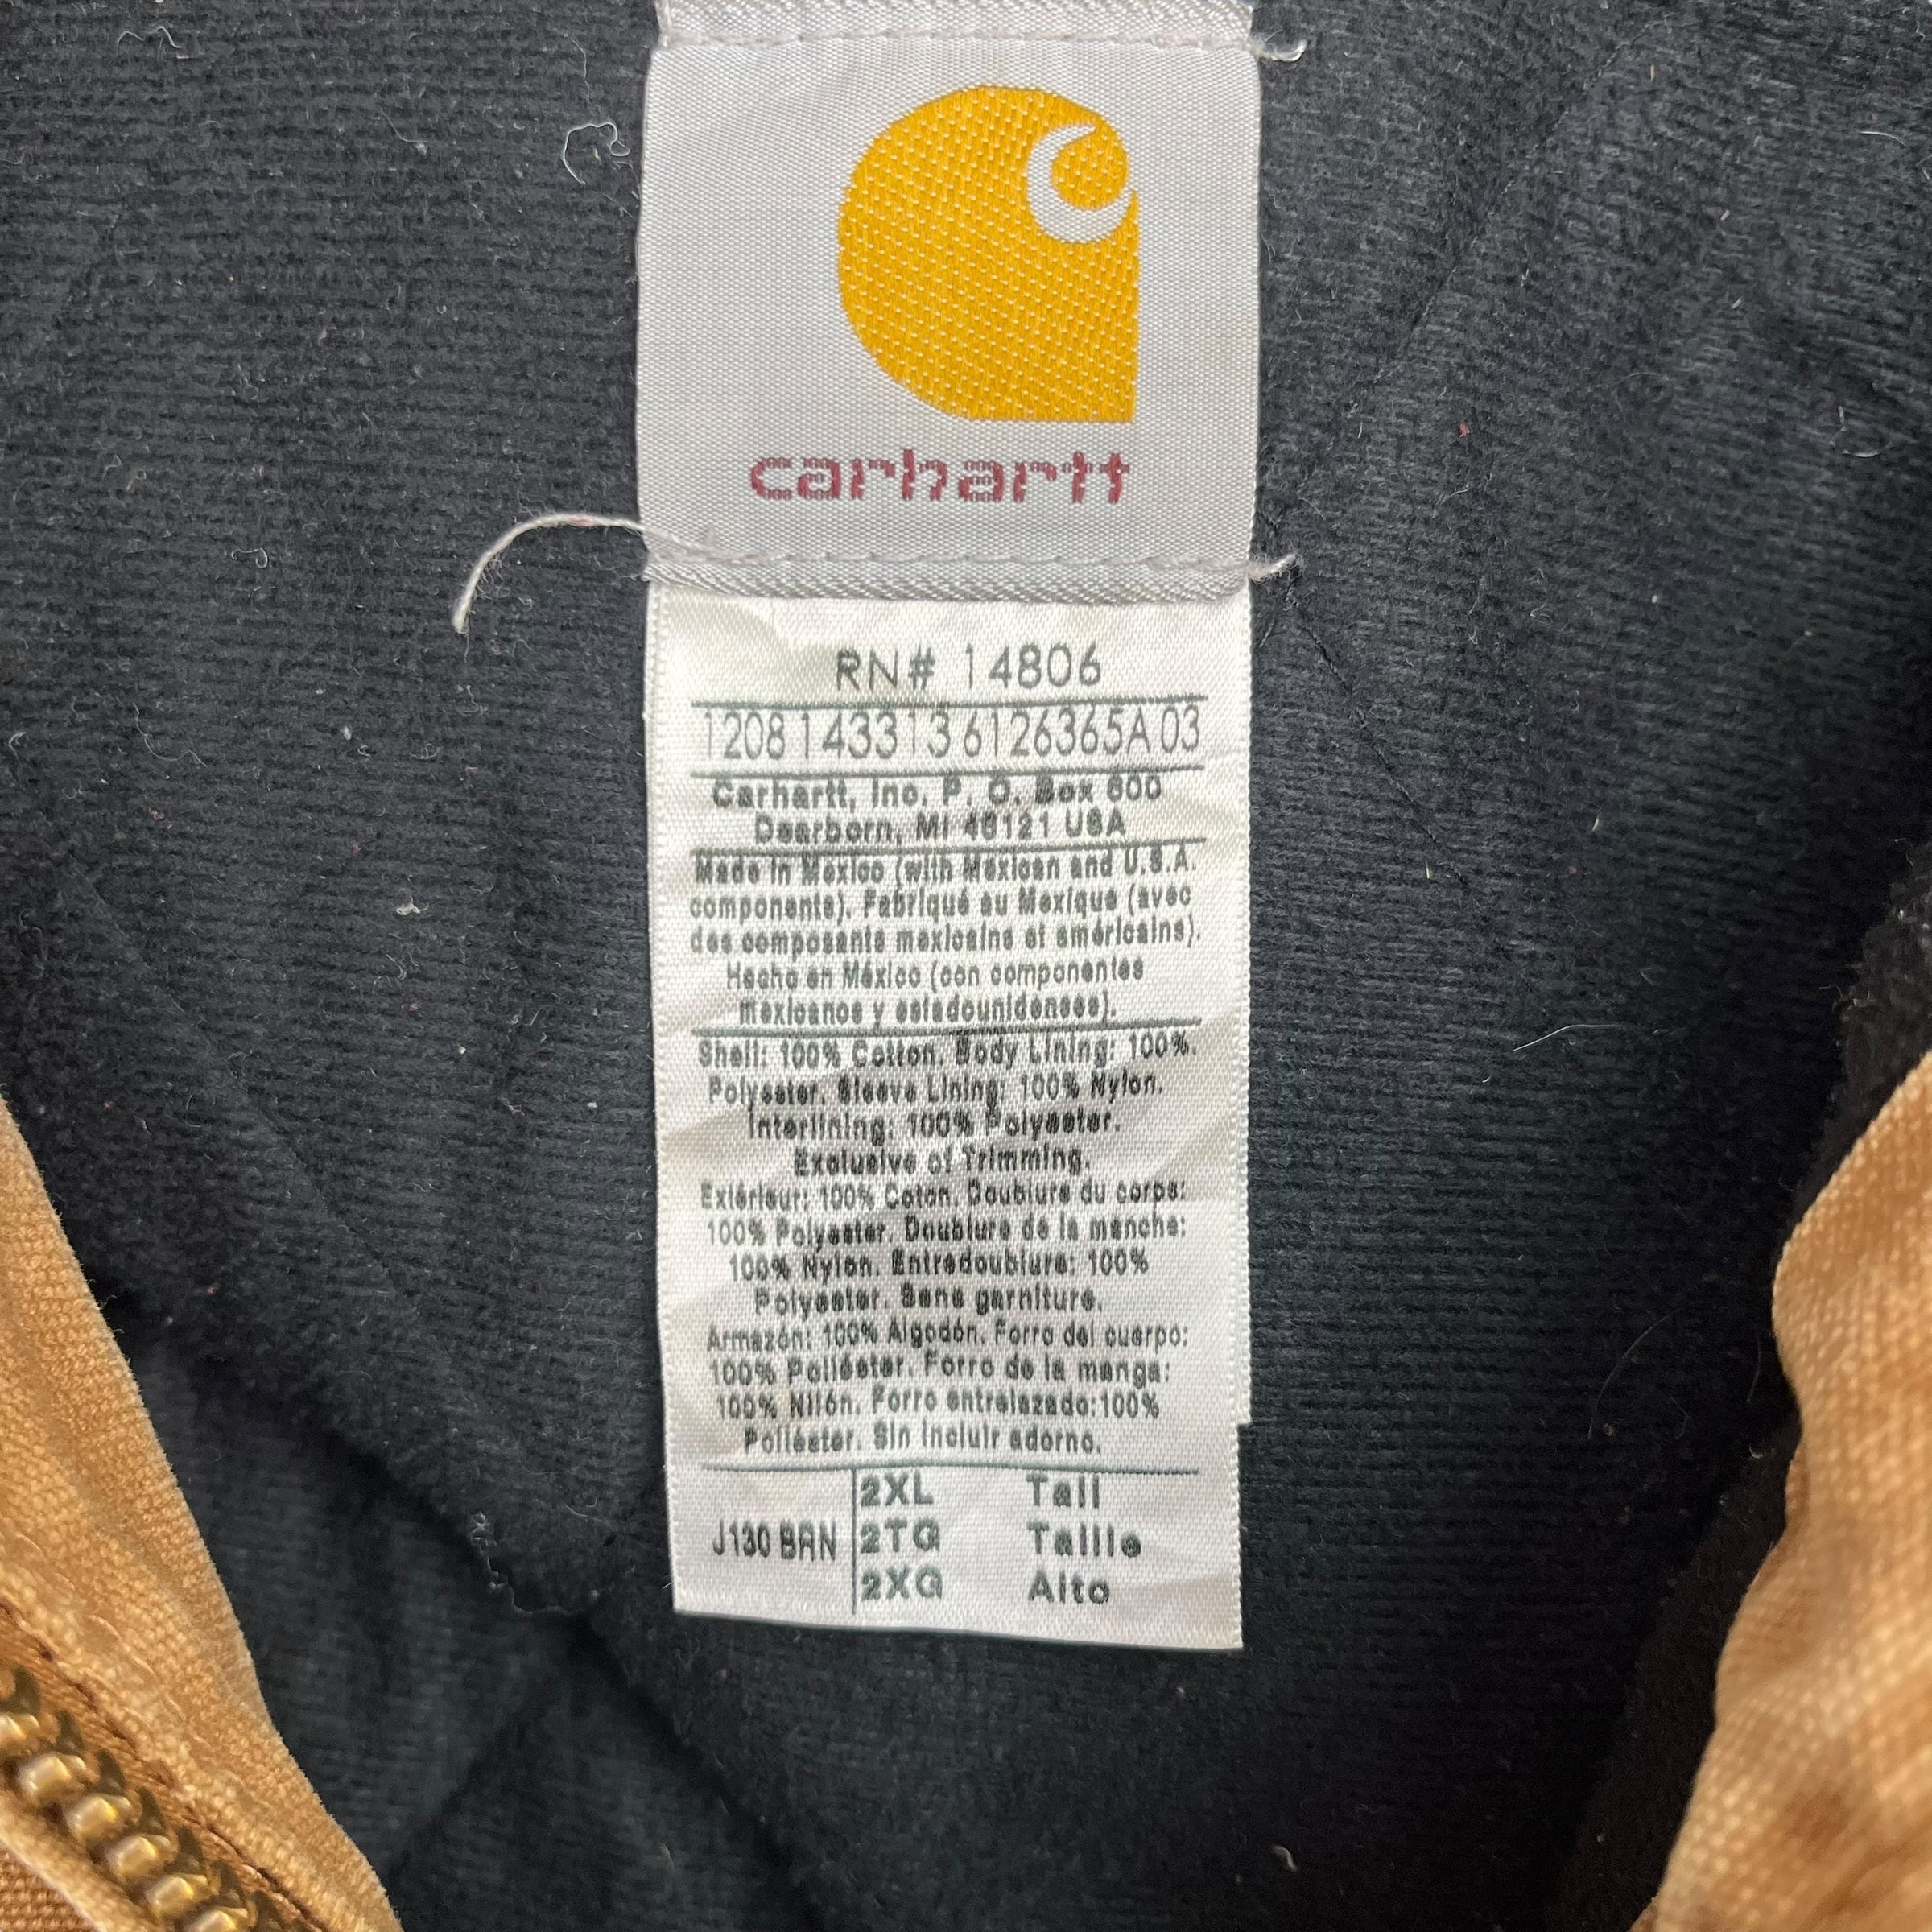 carhartt
RN# 14806
12081433136126365A03
Carhartt, Inc. P. O. Box 600
Dearborn, MI 48121 USA
Made in Mexico (with Mexican and U.S.A.
components). Fabriqué au Mexique (avec
des composants mexicains et américains).
Hecho en México (con componentes
mexicanos y estadounidenses).
Shell: 100% Cotton. Body Lining: 100%.
Polyester. Sleeve Lining: 100% Nylon.
Interlining: 100% Polyester.
Exclusive of Trimming.
Extérieur: 100% Coton. Doublure du corps:
100% Polyester. Doublure de la manche:
100% Nylon. Entredoublure: 100%
Polyester. Sans garniture.
Armazón: 100% Algodón. Forro del cuerpo:
100% Poliéster. Forro de la manga:
100% Nilón. Forro entrelazado:100%
Poliéster. Sin incluir adorno.
2XL Tall
J130 BRN 2TG Taille
2XG Alto